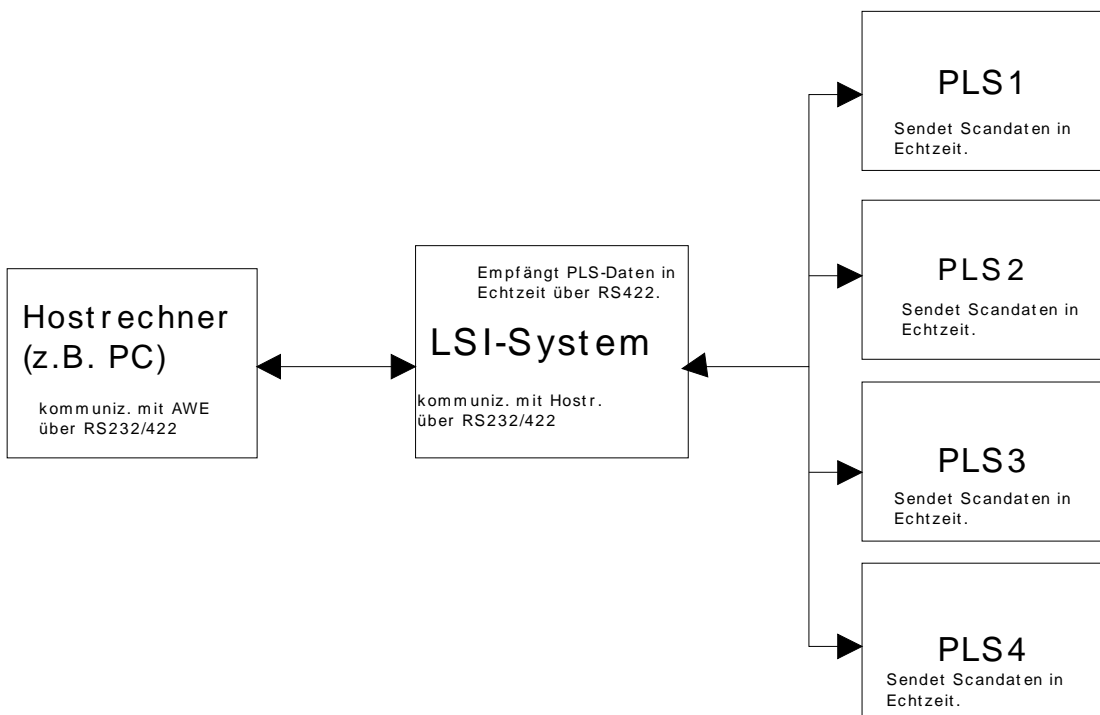 Hostrechner
(z.B. PC)
kommuniz. mit AWE
über RS232/422
Empfängt PLS-Daten in
Echtzeit über RS422.
LSI-System
kommuniz. mit Hostr.
über RS232/422
PLS1
Sendet Scandaten in
Echtzeit.
PLS2
Sendet Scandaten in
Echtzeit.
PLS3
Sendet Scandaten in
Echtzeit.
PLS4
Sendet Scandaten in
Echtzeit.